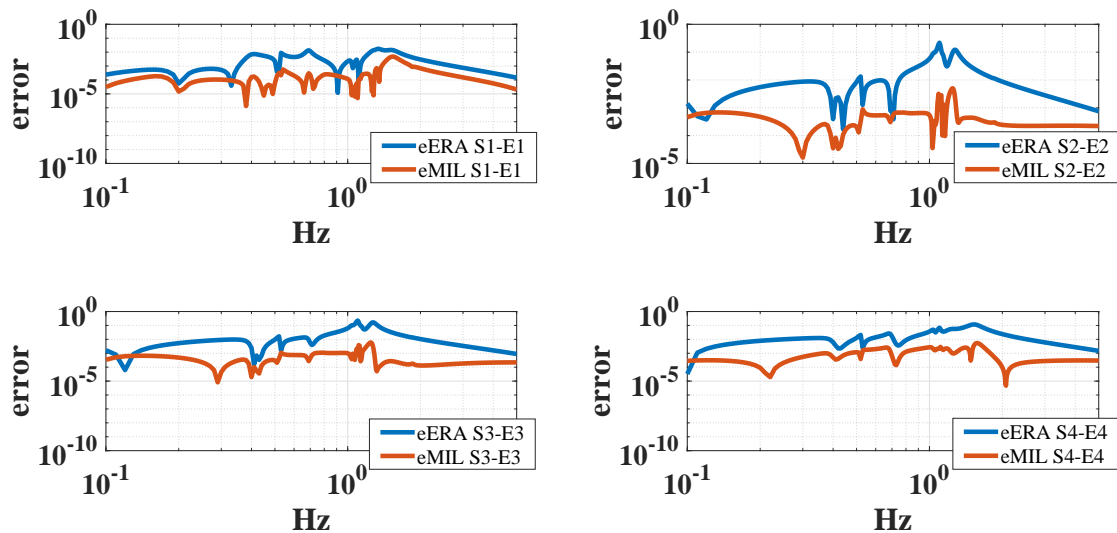 10^0
10^-5
10^-10
error
eERA S1-E1
eMIL S1-E1
10^-1
10^0
Hz
10^0
10^-5
error
eERA S2-E2
eMIL S2-E2
10^-1
10^0
Hz
10^0
10^-5
10^-10
error
eERA S3-E3
eMIL S3-E3
10^-1
10^0
Hz
10^0
10^-5
10^-10
error
eERA S4-E4
eMIL S4-E4
10^-1
10^0
Hz